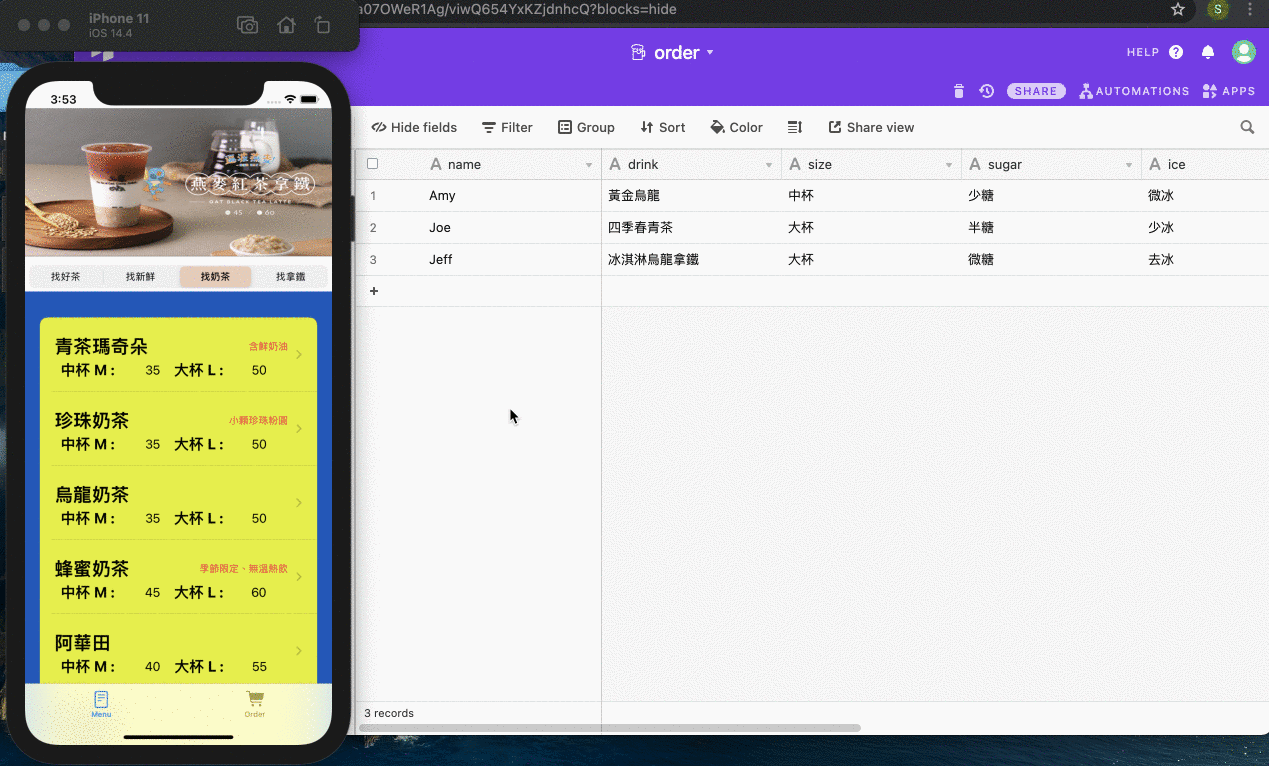 iPhone 11
iOS 14.4
a07OWeR1Ag/viwQ654YxKZjdnhcQ?blocks=hide
S
order
HELP
SHARE
AUTOMATIONS
APPS
Hide fields
Filter
Group
Sort
Color
Share view
name
drink
size
sugar
ice
1 Amy 黃金烏龍 中杯 少糖 微冰
2 Joe 四季春青茶 大杯 半糖 少冰
3 Jeff 冰淇淋烏龍拿鐵 大杯 微糖 去冰
+
3 records
3:53
燕麥紅茶拿鐵
OAT BLACK TEA LATTE
45 / 60
找好茶
找新鮮
找奶茶
找拿鐵
青茶瑪奇朵 含鮮奶油
中杯 M : 35 大杯 L : 50
珍珠奶茶 小顆珍珠粉圓
中杯 M : 35 大杯 L : 50
烏龍奶茶
中杯 M : 35 大杯 L : 50
蜂蜜奶茶 季節限定、無溫熱飲
中杯 M : 45 大杯 L : 60
阿華田
中杯 M : 40 大杯 L : 55
Menu
Order